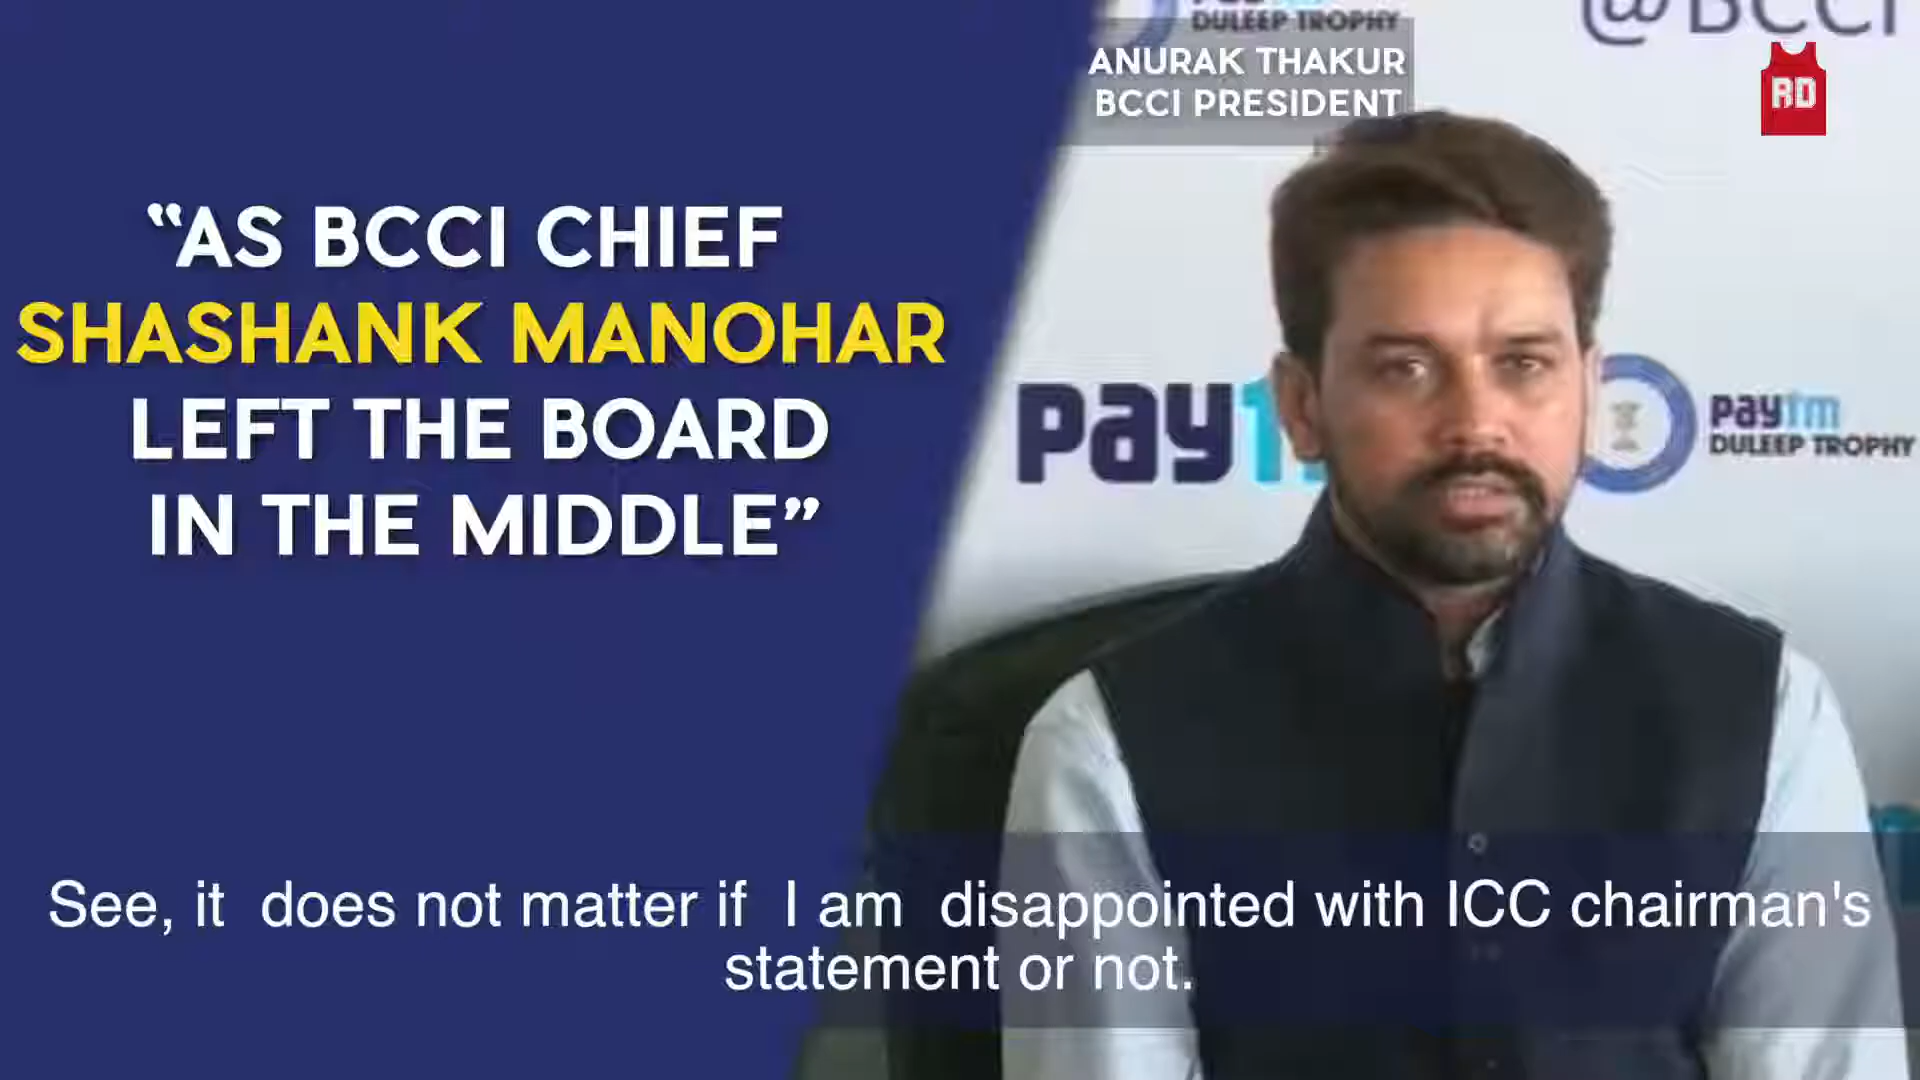 DULEEP TROPHY
@BCCI
ANURAK THAKUR
BCCI PRESIDENT
RD
“AS BCCI CHIEF
SHASHANK MANOHAR
LEFT THE BOARD
IN THE MIDDLE”
paytm
DULEEP TROPHY
See, it does not matter if I am disappointed with ICC chairman's
statement or not.